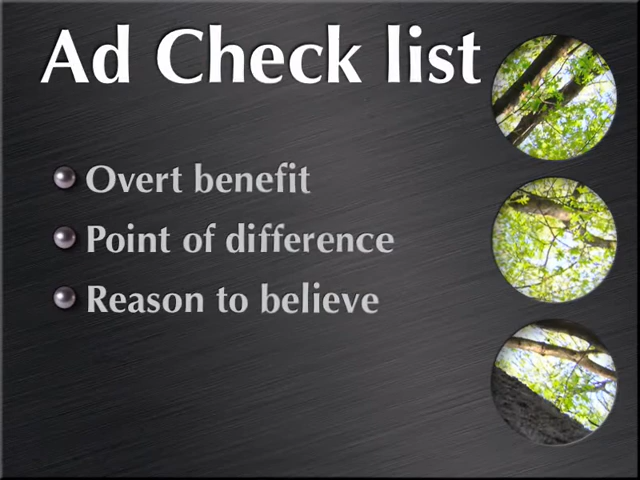 Ad Check list
Overt benefit
Point of difference
Reason to believe